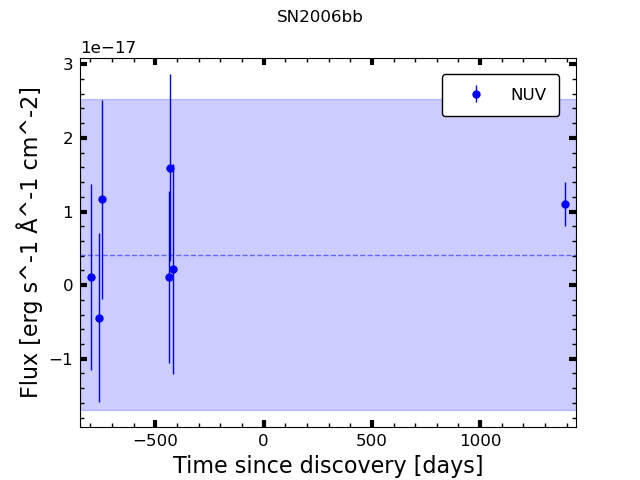 SN2006bb
1e−17
NUV
3
2
1
0
−1
Flux [erg s^-1 Å^-1 cm^-2]
−500
0
500
1000
Time since discovery [days]